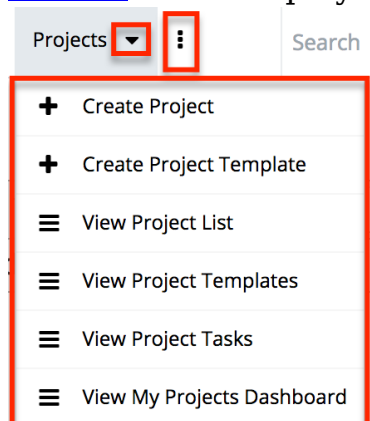 Projects
Search
Create Project
Create Project Template
View Project List
View Project Templates
View Project Tasks
View My Projects Dashboard